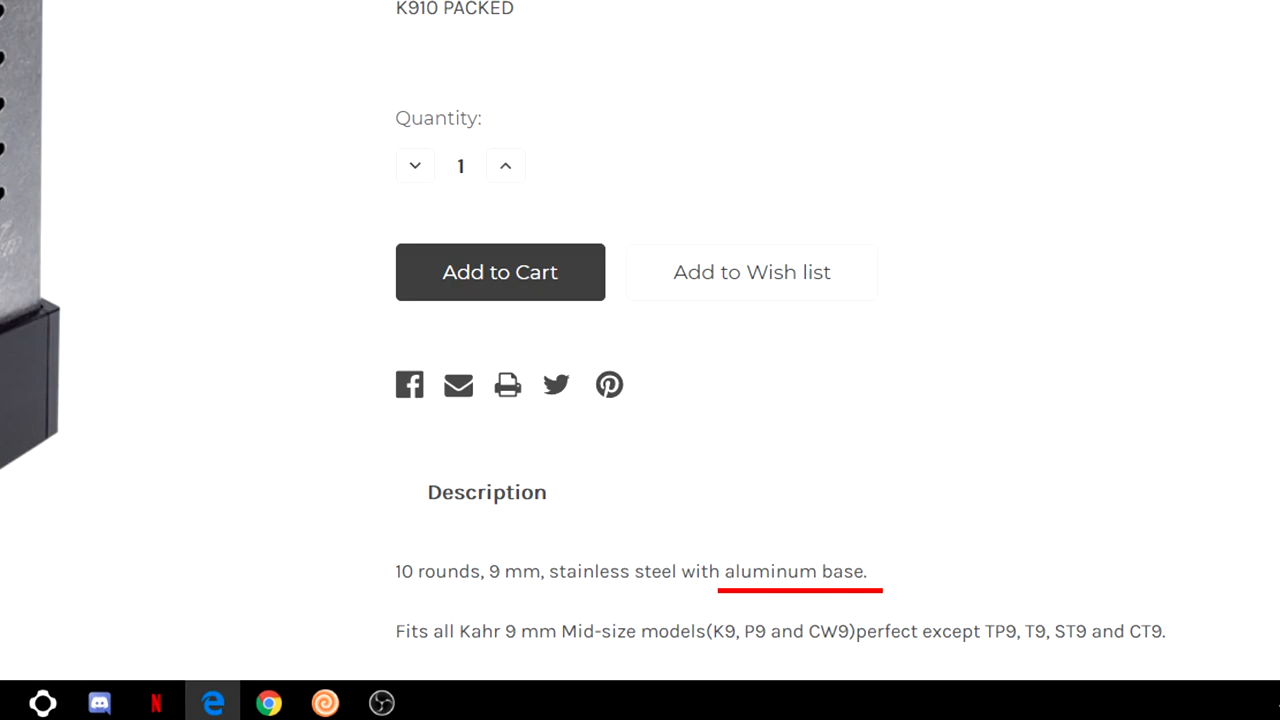 K910 PACKED
Quantity:
1
Add to Cart
Add to Wish list
Description
10 rounds, 9 mm, stainless steel with aluminum base.
Fits all Kahr 9 mm Mid-size models(K9, P9 and CW9)perfect except TP9, T9, ST9 and CT9.